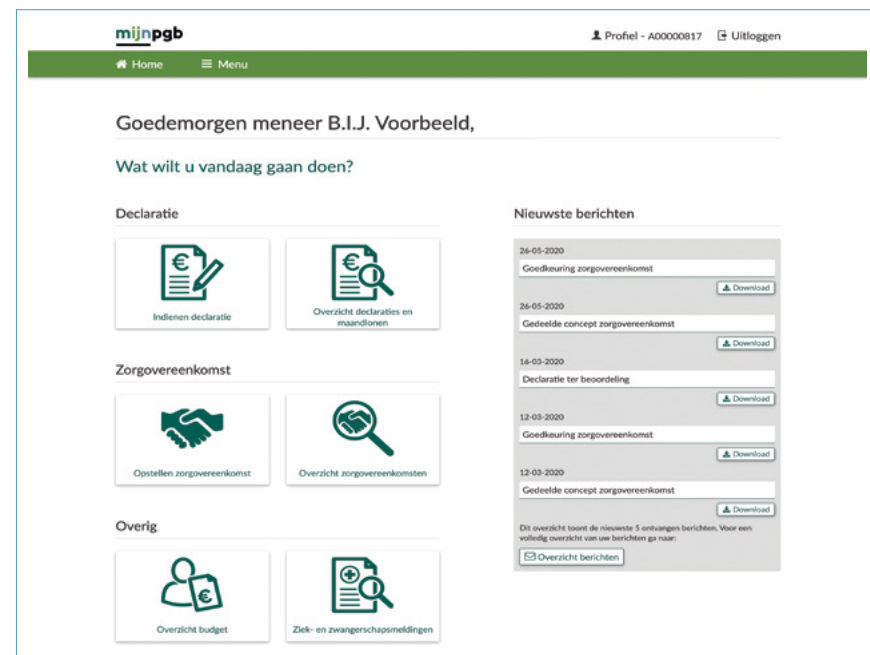 mijnpgb
Profiel - A00000817 Uitloggen
Home Menu
Goedemorgen meneer B.I.J. Voorbeeld,
Wat wilt u vandaag gaan doen?
Declaratie
Indienen declaratie
Overzicht declaraties en
maandlonen
Zorgovereenkomst
Opstellen zorgovereenkomst
Overzicht zorgovereenkomsten
Overig
Overzicht budget
Ziek- en zwangerschapsmeldingen
Nieuwste berichten
26-05-2020
Goedkeuring zorgovereenkomst
Download
26-05-2020
Gedeelde concept zorgovereenkomst
Download
16-03-2020
Declaratie ter beoordeling
Download
12-03-2020
Goedkeuring zorgovereenkomst
Download
12-03-2020
Gedeelde concept zorgovereenkomst
Download
Dit overzicht toont de nieuwste 5 ontvangen berichten. Voor een
volledig overzicht van uw berichten ga naar:
Overzicht berichten